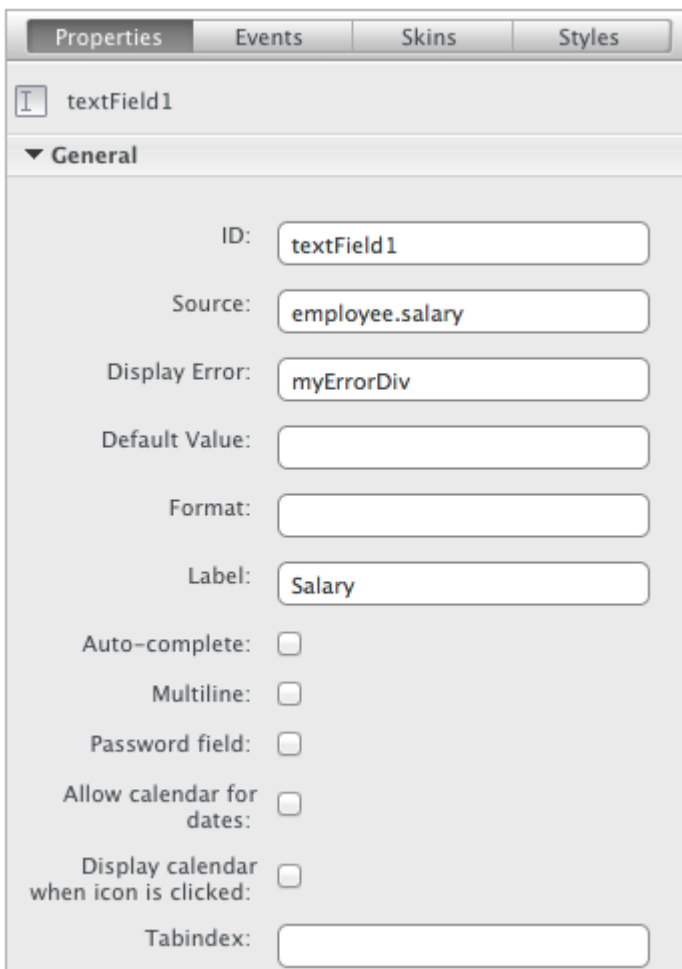 Properties Events Skins Styles
textField1
General
ID: textField1
Source: employee.salary
Display Error: myErrorDiv
Default Value:
Format:
Label: Salary
Auto-complete:
Multiline:
Password field:
Allow calendar for
dates:
Display calendar
when icon is clicked:
Tabindex: